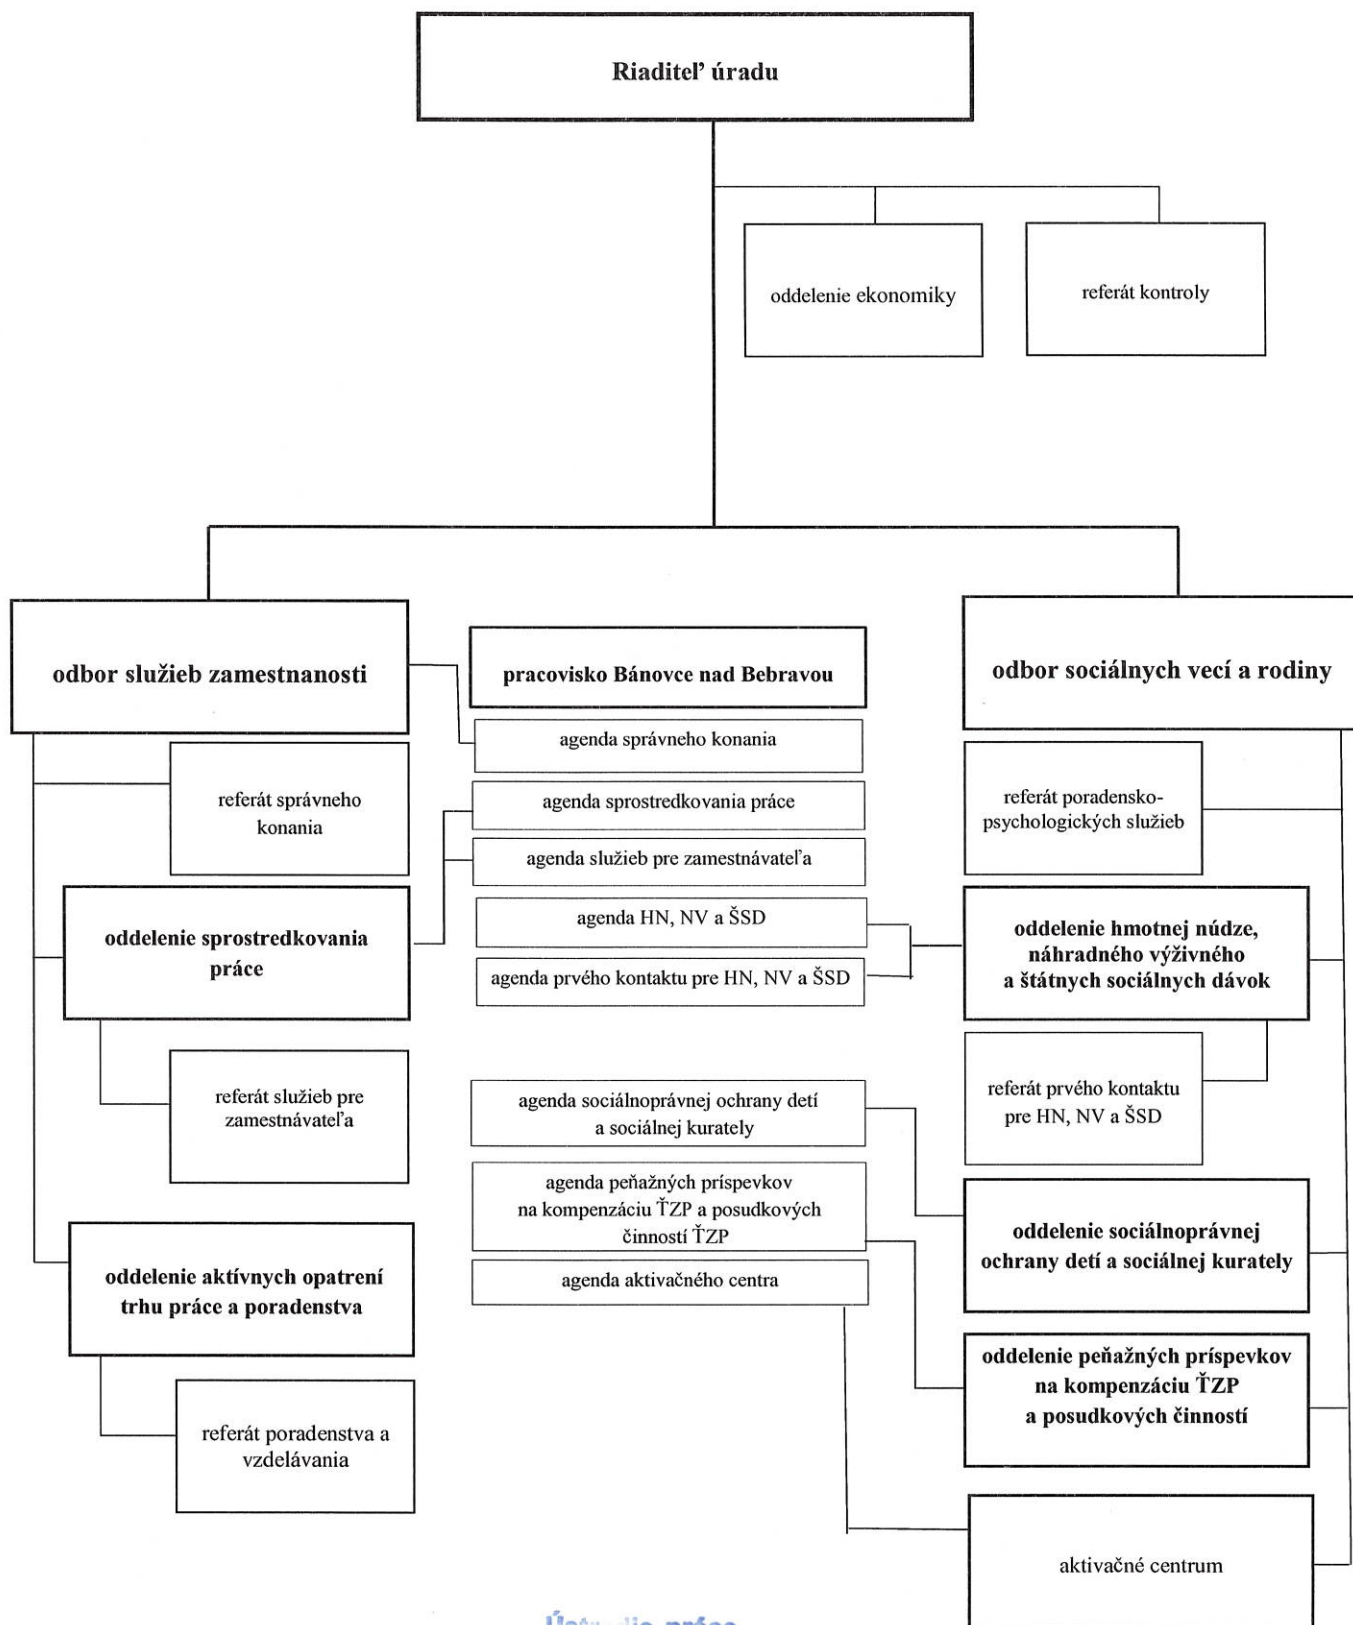 Riaditeľ úradu
oddelenie ekonomiky
referát kontroly
odbor služieb zamestnanosti
referát správneho
konania
oddelenie sprostredkovania
práce
referát služieb pre
zamestnávateľa
oddelenie aktívnych opatrení
trhu práce a poradenstva
referát poradenstva a
vzdelávania
pracovisko Bánovce nad Bebravou
agenda správneho konania
agenda sprostredkovania práce
agenda služieb pre zamestnávateľa
agenda HN, NV a ŠSD
agenda prvého kontaktu pre HN, NV a ŠSD
agenda sociálnoprávnej ochrany detí
a sociálnej kurately
agenda peňažných príspevkov
na kompenzáciu ŤZP a posudkových
činností ŤZP
agenda aktivačného centra
odbor sociálnych vecí a rodiny
referát poradensko-
psychologických služieb
oddelenie hmotnej núdze,
náhradného výživného
a štátnych sociálnych dávok
referát prvého kontaktu
pre HN, NV a ŠSD
oddelenie sociálnoprávnej
ochrany detí a sociálnej kurately
oddelenie peňažných príspevkov
na kompenzáciu ŤZP
a posudkových činností
aktivačné centrum
práce